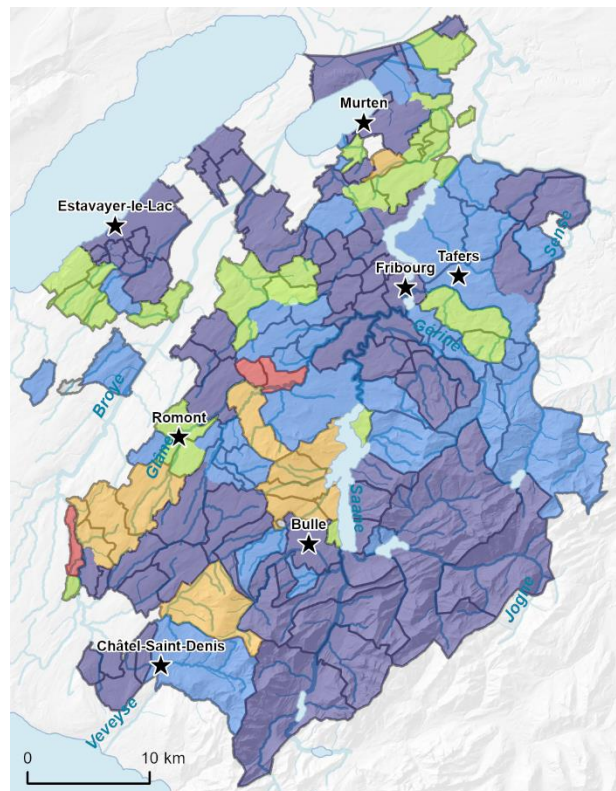 Murten
Estavayer-le-Lac
Sense
Tafers
Fribourg
Gérine
Broye
Romont
Glâne
Sarine
Bulle
Jogne
Châtel-Saint-Denis
Veveyse
0 10 km